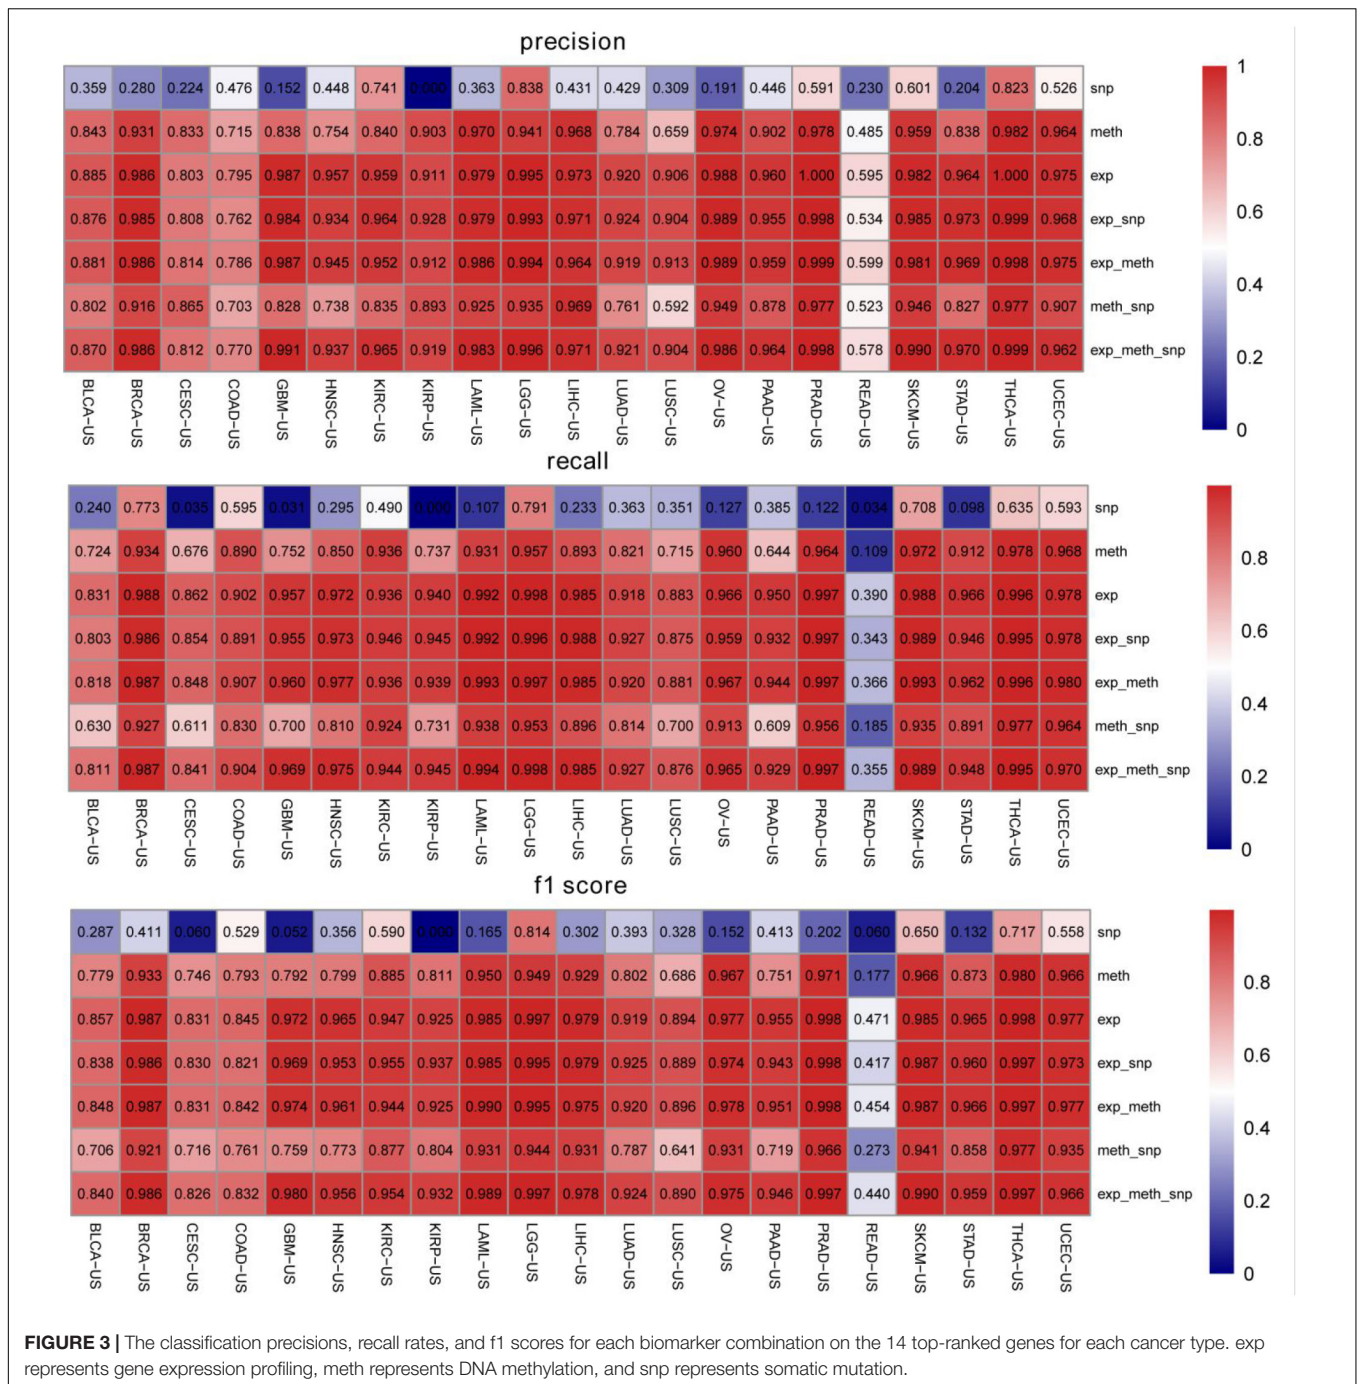 precision
0.359 0.280 0.224 0.476 0.152 0.448 0.741 0.000 0.363 0.838 0.431 0.429 0.309 0.191 0.446 0.591 0.230 0.601 0.204 0.823 0.526 snp
0.843 0.931 0.833 0.715 0.838 0.754 0.840 0.903 0.970 0.941 0.968 0.784 0.659 0.974 0.902 0.978 0.485 0.959 0.838 0.982 0.964 meth
0.885 0.986 0.803 0.795 0.987 0.957 0.959 0.911 0.979 0.995 0.973 0.920 0.906 0.988 0.960 1.000 0.595 0.982 0.964 1.000 0.975 exp
0.876 0.985 0.808 0.762 0.984 0.934 0.964 0.928 0.979 0.993 0.971 0.924 0.904 0.989 0.955 0.998 0.534 0.985 0.973 0.999 0.968 exp_snp
0.881 0.986 0.814 0.786 0.987 0.945 0.952 0.912 0.986 0.994 0.964 0.919 0.913 0.989 0.959 0.999 0.599 0.981 0.969 0.998 0.975 exp_meth
0.802 0.916 0.865 0.703 0.828 0.738 0.835 0.893 0.925 0.935 0.969 0.761 0.592 0.949 0.878 0.977 0.523 0.946 0.827 0.977 0.907 meth_snp
0.870 0.986 0.812 0.770 0.991 0.937 0.965 0.919 0.983 0.996 0.971 0.921 0.904 0.986 0.964 0.998 0.578 0.990 0.970 0.999 0.962 exp_meth_snp
BLCA-US BRCA-US CESC-US COAD-US GBM-US HNSC-US KIRC-US KIRP-US LAML-US LGG-US LIHC-US LUAD-US LUSC-US OV-US PAAD-US PRAD-US READ-US SKCM-US STAD-US THCA-US UCEC-US
1
0.8
0.6
0.4
0.2
0
recall
0.240 0.773 0.035 0.595 0.031 0.295 0.490 0.000 0.107 0.791 0.233 0.363 0.351 0.127 0.385 0.122 0.034 0.708 0.098 0.635 0.593 snp
0.724 0.934 0.676 0.890 0.752 0.850 0.936 0.737 0.931 0.957 0.893 0.821 0.715 0.960 0.644 0.964 0.109 0.972 0.912 0.978 0.968 meth
0.831 0.988 0.862 0.902 0.957 0.972 0.936 0.940 0.992 0.998 0.985 0.918 0.883 0.966 0.950 0.997 0.390 0.988 0.966 0.996 0.978 exp
0.803 0.986 0.854 0.891 0.955 0.973 0.946 0.945 0.992 0.996 0.988 0.927 0.875 0.959 0.932 0.997 0.343 0.989 0.946 0.995 0.978 exp_snp
0.818 0.987 0.848 0.907 0.960 0.977 0.936 0.939 0.993 0.997 0.985 0.920 0.881 0.967 0.944 0.997 0.366 0.993 0.962 0.996 0.980 exp_meth
0.630 0.927 0.611 0.830 0.700 0.810 0.924 0.731 0.938 0.953 0.896 0.814 0.700 0.913 0.609 0.956 0.185 0.935 0.891 0.977 0.964 meth_snp
0.811 0.987 0.841 0.904 0.969 0.975 0.944 0.945 0.994 0.998 0.985 0.927 0.876 0.965 0.929 0.997 0.355 0.989 0.948 0.995 0.970 exp_meth_snp
BLCA-US BRCA-US CESC-US COAD-US GBM-US HNSC-US KIRC-US KIRP-US LAML-US LGG-US LIHC-US LUAD-US LUSC-US OV-US PAAD-US PRAD-US READ-US SKCM-US STAD-US THCA-US UCEC-US
0.8
0.6
0.4
0.2
0
f1 score
0.287 0.411 0.060 0.529 0.052 0.356 0.590 0.000 0.165 0.814 0.302 0.393 0.328 0.152 0.413 0.202 0.060 0.650 0.132 0.717 0.558 snp
0.779 0.933 0.746 0.793 0.792 0.799 0.885 0.811 0.950 0.949 0.929 0.802 0.686 0.967 0.751 0.971 0.177 0.966 0.873 0.980 0.966 meth
0.857 0.987 0.831 0.845 0.972 0.965 0.947 0.925 0.985 0.997 0.979 0.919 0.894 0.977 0.955 0.998 0.471 0.985 0.965 0.998 0.977 exp
0.838 0.986 0.830 0.821 0.969 0.953 0.955 0.937 0.985 0.995 0.979 0.925 0.889 0.974 0.943 0.998 0.417 0.987 0.960 0.997 0.973 exp_snp
0.848 0.987 0.831 0.842 0.974 0.961 0.944 0.925 0.990 0.995 0.975 0.920 0.896 0.978 0.951 0.998 0.454 0.987 0.966 0.997 0.977 exp_meth
0.706 0.921 0.716 0.761 0.759 0.773 0.877 0.804 0.931 0.944 0.931 0.787 0.641 0.931 0.719 0.966 0.273 0.941 0.858 0.977 0.935 meth_snp
0.840 0.986 0.826 0.832 0.980 0.956 0.954 0.932 0.989 0.997 0.978 0.924 0.890 0.975 0.946 0.997 0.440 0.990 0.959 0.997 0.966 exp_meth_snp
BLCA-US BRCA-US CESC-US COAD-US GBM-US HNSC-US KIRC-US KIRP-US LAML-US LGG-US LIHC-US LUAD-US LUSC-US OV-US PAAD-US PRAD-US READ-US SKCM-US STAD-US THCA-US UCEC-US
0.8
0.6
0.4
0.2
0
FIGURE 3 | The classification precisions, recall rates, and f1 scores for each biomarker combination on the 14 top-ranked genes for each cancer type. exp
represents gene expression profiling, meth represents DNA methylation, and snp represents somatic mutation.